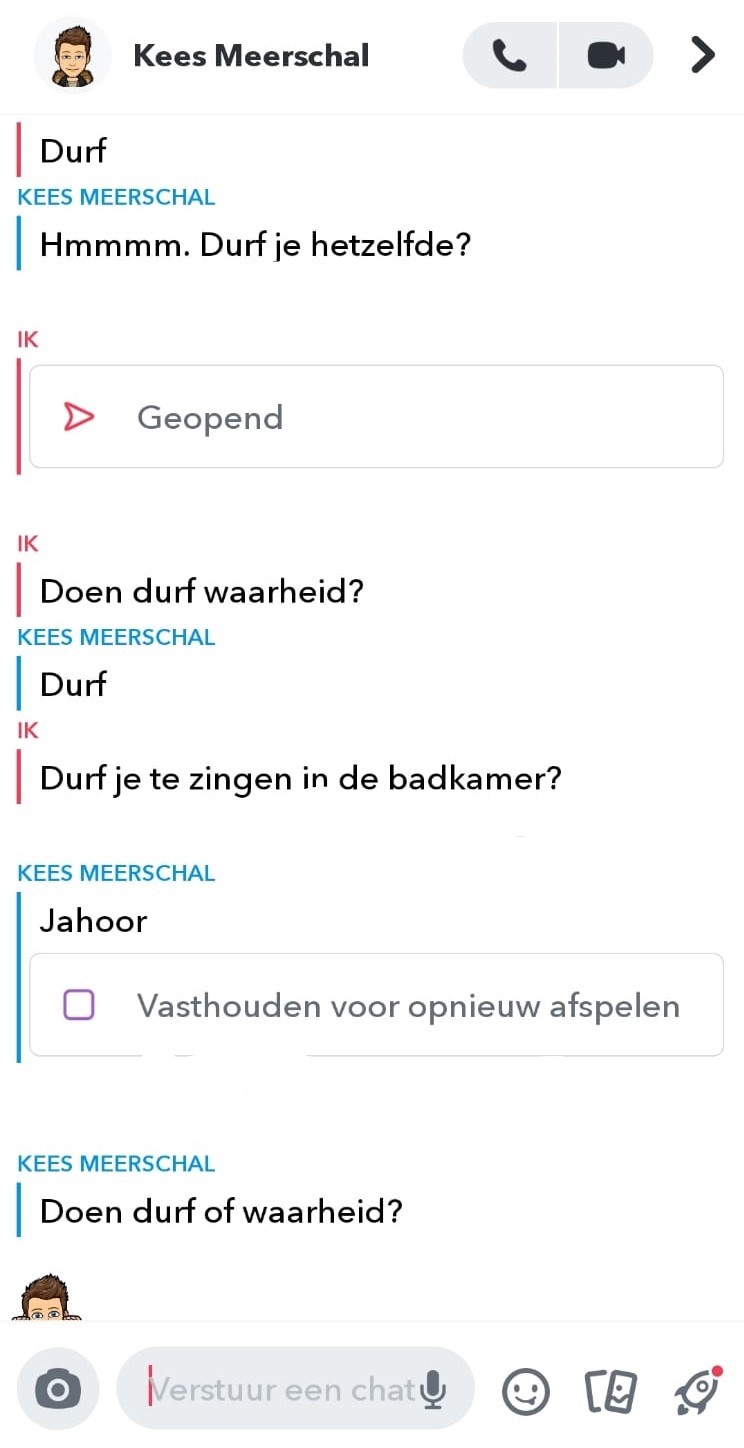 Kees Meerschal
Durf
KEES MEERSCHAL
Hmmmm. Durf je hetzelfde?
IK
Geopend
IK
Doen durf waarheid?
KEES MEERSCHAL
Durf
IK
Durf je te zingen in de badkamer?
KEES MEERSCHAL
Jahoor
Vasthouden voor opnieuw afspelen
KEES MEERSCHAL
Doen durf of waarheid?
Verstuur een chat